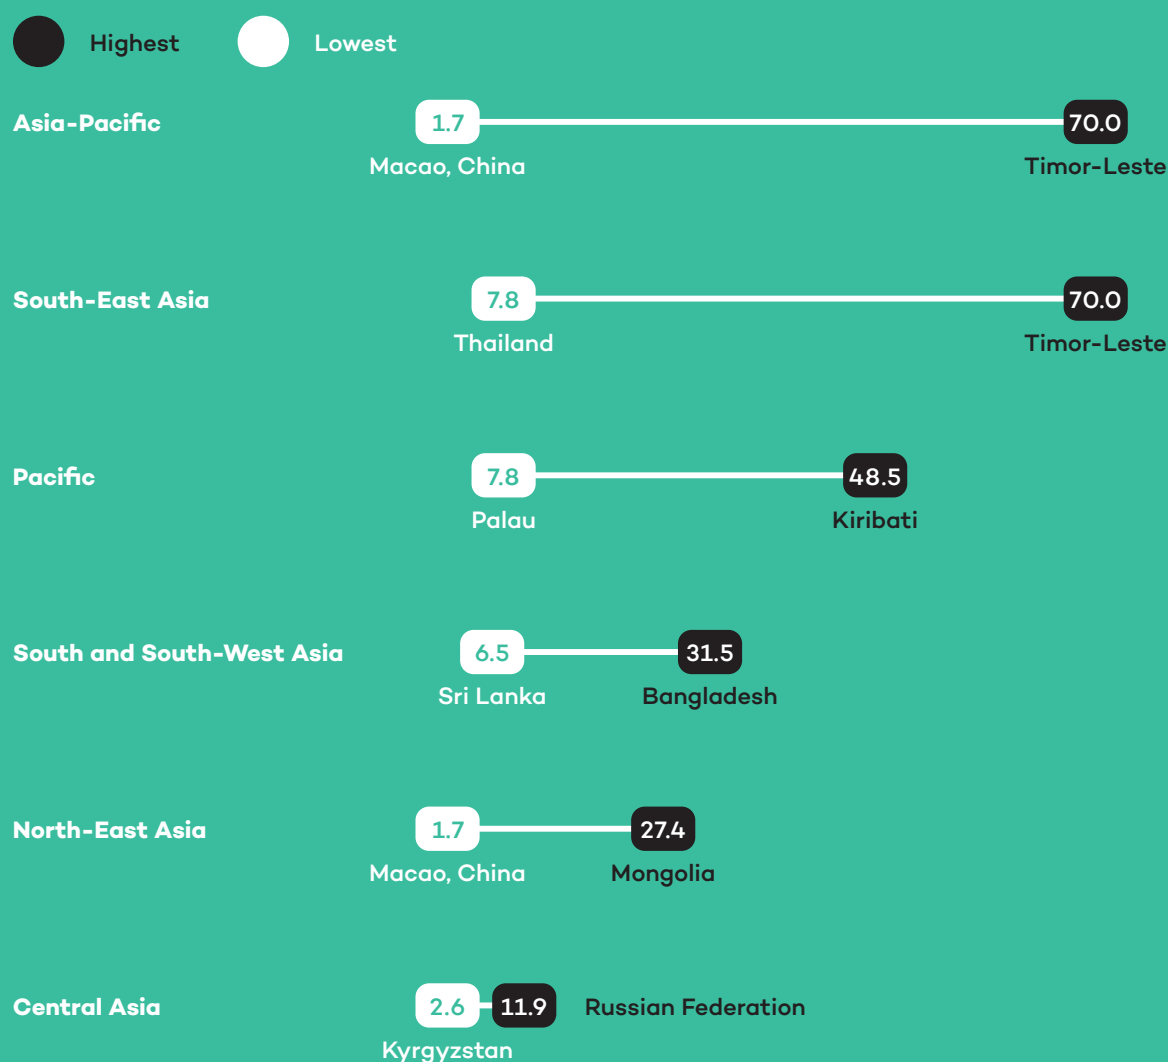 Highest Lowest
Asia-Pacific 1.7 70.0
Macao, China Timor-Leste
South-East Asia 7.8 70.0
Thailand Timor-Leste
Pacific 7.8 48.5
Palau Kiribati
South and South-West Asia 6.5 31.5
Sri Lanka Bangladesh
North-East Asia 1.7 27.4
Macao, China Mongolia
Central Asia 2.6 11.9 Russian Federation
Kyrgyzstan